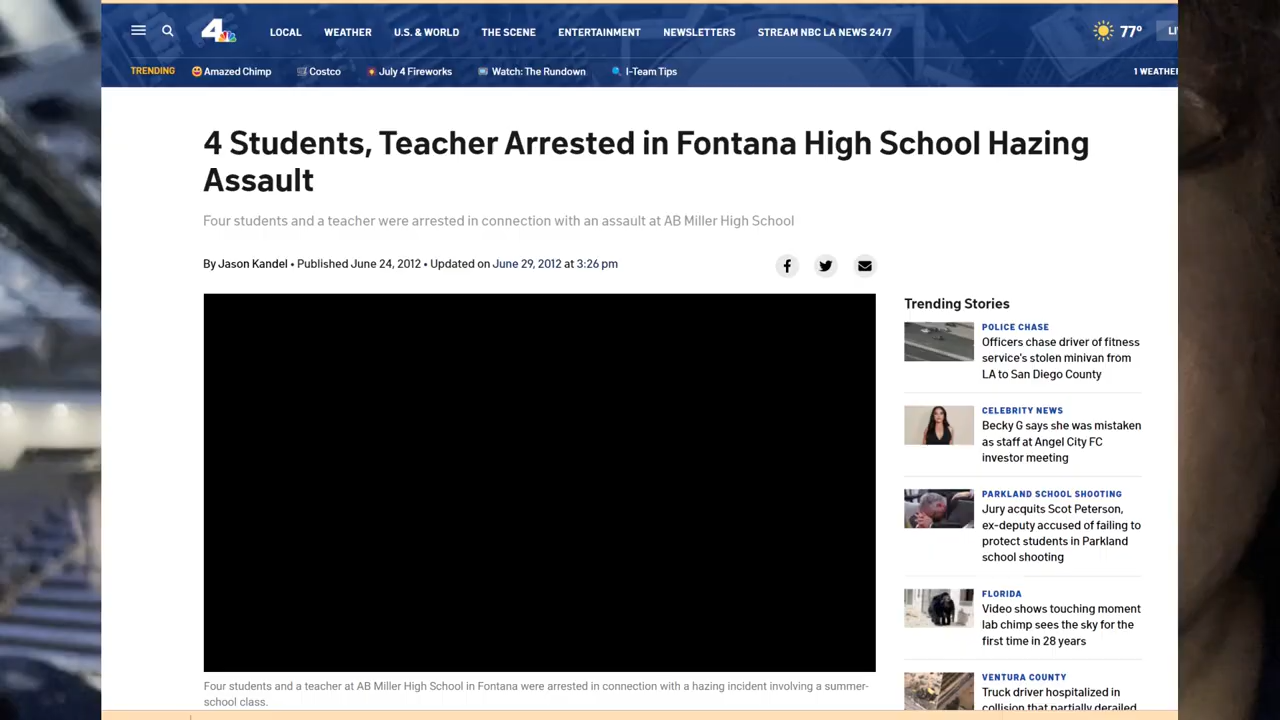 4
LOCAL WEATHER U.S. & WORLD THE SCENE ENTERTAINMENT NEWSLETTERS STREAM NBC LA NEWS 24/7 77°
TRENDING Amazed Chimp Costco July 4 Fireworks Watch: The Rundown I-Team Tips 1 WEATHE
4 Students, Teacher Arrested in Fontana High School Hazing
Assault
Four students and a teacher were arrested in connection with an assault at AB Miller High School
By Jason Kandel • Published June 24, 2012 • Updated on June 29, 2012 at 3:26 pm
Four students and a teacher at AB Miller High School in Fontana were arrested in connection with a hazing incident involving a summer-
school class.
Trending Stories
POLICE CHASE
Officers chase driver of fitness
service's stolen minivan from
LA to San Diego County
CELEBRITY NEWS
Becky G says she was mistaken
as staff at Angel City FC
investor meeting
PARKLAND SCHOOL SHOOTING
Jury acquits Scot Peterson,
ex-deputy accused of failing to
protect students in Parkland
school shooting
FLORIDA
Video shows touching moment
lab chimp sees the sky for the
first time in 28 years
VENTURA COUNTY
Truck driver hospitalized in
collision that partially derailed